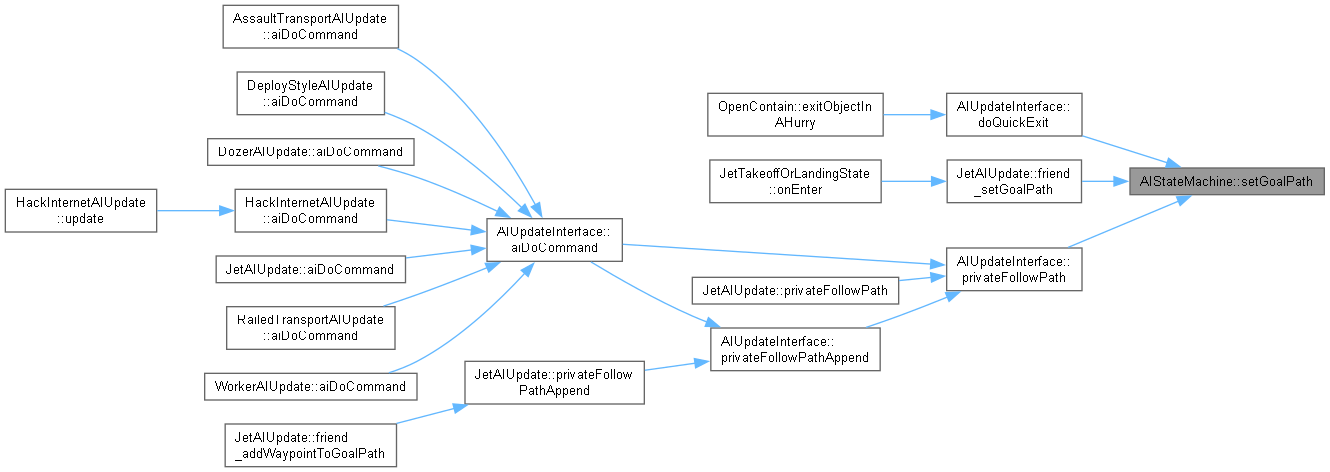 AssaultTransportAIUpdate
::aiDoCommand
DeployStyleAIUpdate
::aiDoCommand
DozerAIUpdate::aiDoCommand
HackInternetAIUpdate
::update
HackInternetAIUpdate
::aiDoCommand
JetAIUpdate::aiDoCommand
RailedTransportAIUpdate
::aiDoCommand
WorkerAIUpdate::aiDoCommand
JetAIUpdate::friend
_addWaypointToGoalPath
AIUpdateInterface::
aiDoCommand
JetAIUpdate::privateFollow
PathAppend
OpenContain::exitObjectIn
AHurry
JetTakeoffOrLandingState
::onEnter
JetAIUpdate::privateFollowPath
AIUpdateInterface::
privateFollowPathAppend
AIUpdateInterface::
doQuickExit
JetAIUpdate::friend
_setGoalPath
AIUpdateInterface::
privateFollowPath
AIStateMachine::setGoalPath